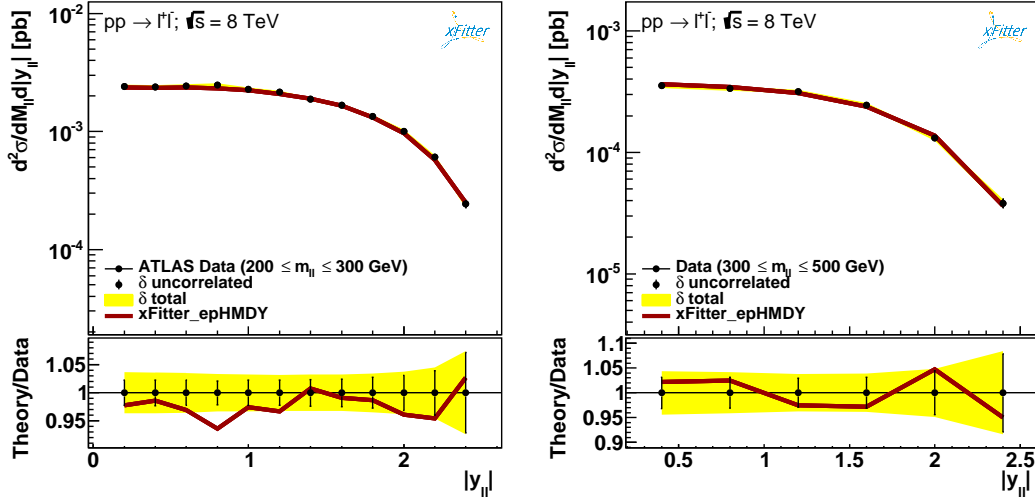 pp → l⁺l⁻; √s = 8 TeV
xFitter
d²σ/dM_ll d|y_ll| [pb]
10⁻²
10⁻³
10⁻⁴
ATLAS Data (200 ≤ m_ll ≤ 300 GeV)
δ uncorrelated
δ total
xFitter_epHMDY
Theory/Data
1.05
1
0.95
0 1 2
|y_ll|
pp → l⁺l⁻; √s = 8 TeV
xFitter
d²σ/dM_ll d|y_ll| [pb]
10⁻³
10⁻⁴
10⁻⁵
Data (300 ≤ m_ll ≤ 500 GeV)
δ uncorrelated
δ total
xFitter_epHMDY
Theory/Data
1.1
1.05
1
0.95
0.9
0.5 1 1.5 2 2.5
|y_ll|